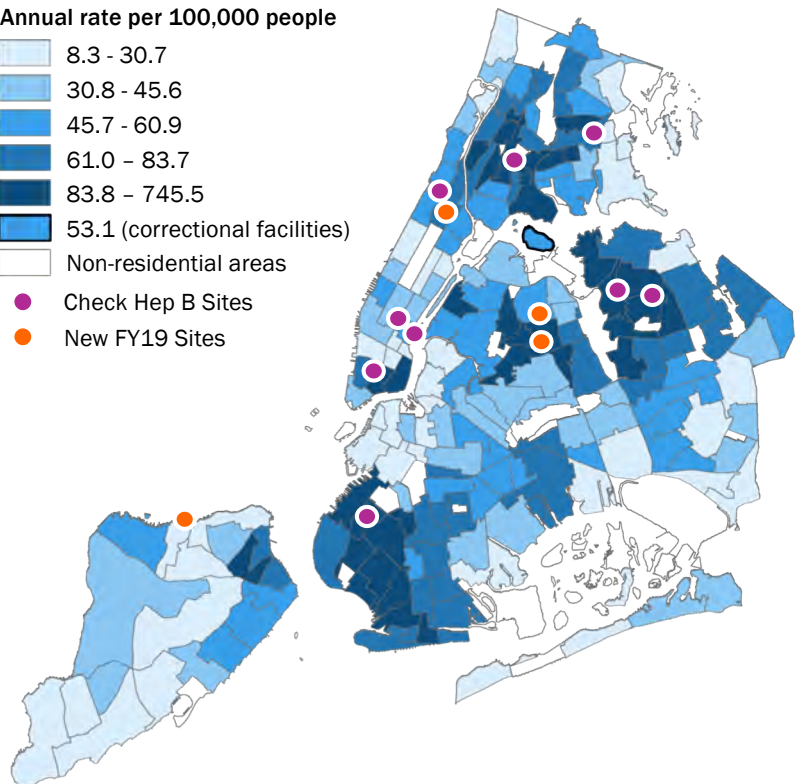 Annual rate per 100,000 people
8.3 - 30.7
30.8 - 45.6
45.7 - 60.9
61.0 – 83.7
83.8 – 745.5
53.1 (correctional facilities)
Non-residential areas
Check Hep B Sites
New FY19 Sites